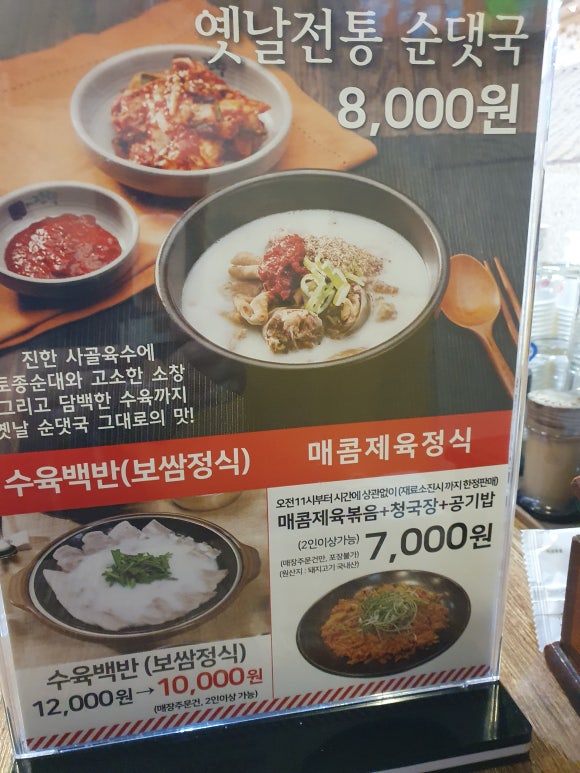 옛날전통 순댓국
8,000원
진한 사골육수에
토종순대와 고소한 소창
그리고 담백한 수육까지
옛날 순댓국 그대로의 맛!
수육백반(보쌈정식)
매콤제육정식
오전11시부터 시간에 상관없이 (재료소진시 까지 한정판매)
매콤제육볶음+청국장+공기밥
(2인이상가능)
7,000원
(매장주문건만, 포장불가)
(원산지 : 돼지고기 국내산)
수육백반 (보쌈정식)
12,000원→10,000원
(매장주문건, 2인이상 가능)